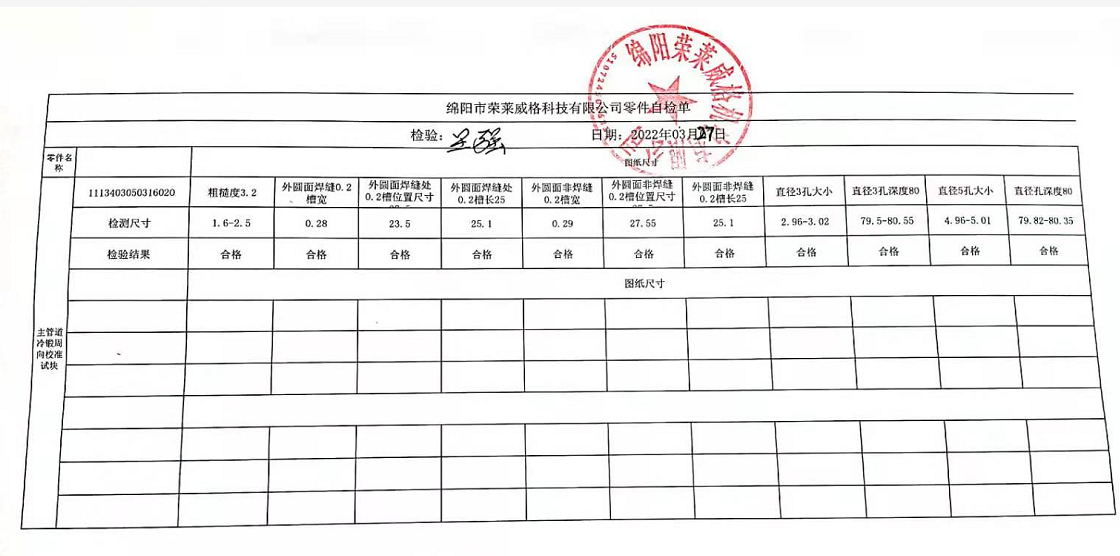 绵阳荣莱威格
绵阳市荣莱威格科技有限公司零件自检单
检验： 日期：2022年03月27日
零件名称 图纸尺寸
1113403050316020 粗糙度3.2 外圆面焊缝0.2槽宽 外圆面焊缝处0.2槽位置尺寸 外圆面焊缝处0.2槽长25 外圆面非焊缝0.2槽宽 外圆面非焊缝0.2槽位置尺寸 外圆面非焊缝0.2槽长25 直径3孔大小 直径3孔深度80 直径5孔大小 直径孔深度80
检测尺寸 1.6-2.5 0.28 23.5 25.1 0.29 27.55 25.1 2.96-3.02 79.5-80.55 4.96-5.01 79.82-80.35
检验结果 合格 合格 合格 合格 合格 合格 合格 合格 合格 合格 合格
图纸尺寸
主管道
冷锻周
向校准
试块